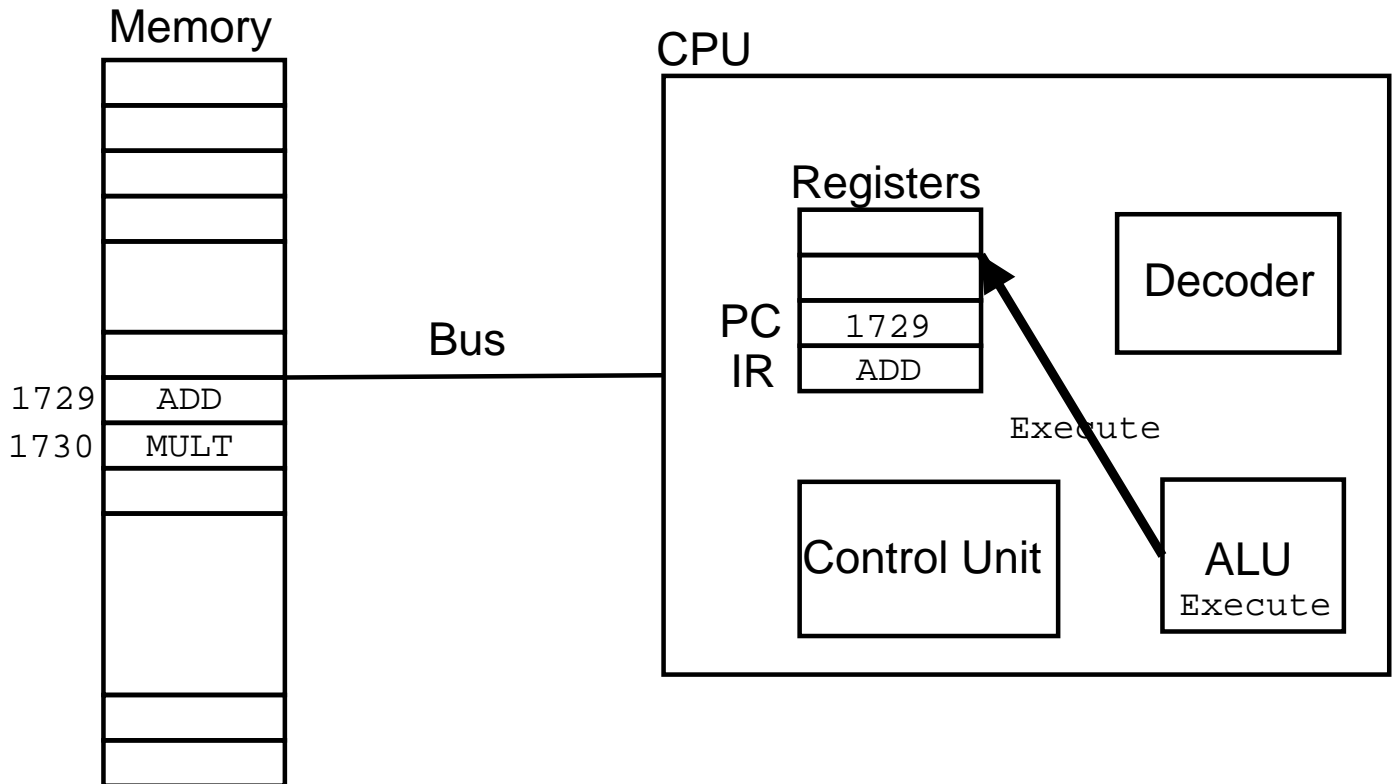 Memory
CPU
Registers
Decoder
Bus
PC 1729
IR ADD
1729 ADD
1730 MULT
Execute
Control Unit
ALU
Execute